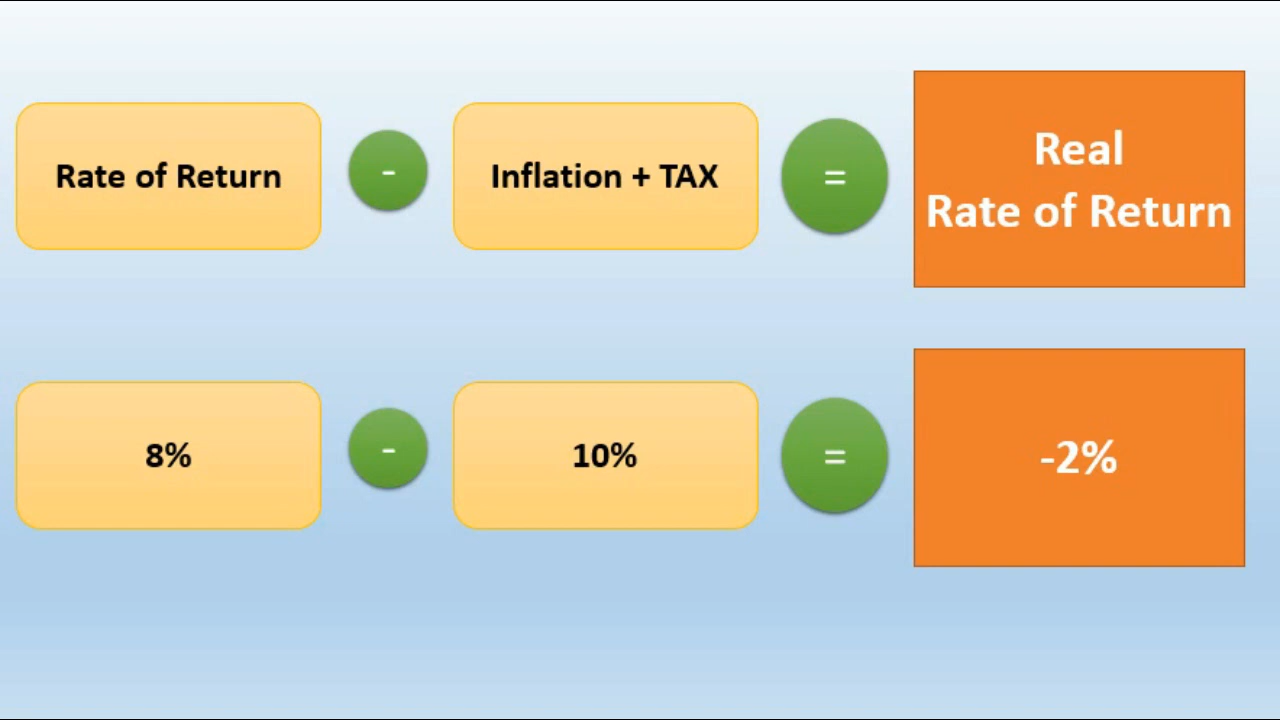 Rate of Return - Inflation + TAX = Real
Rate of Return
8% - 10% = -2%